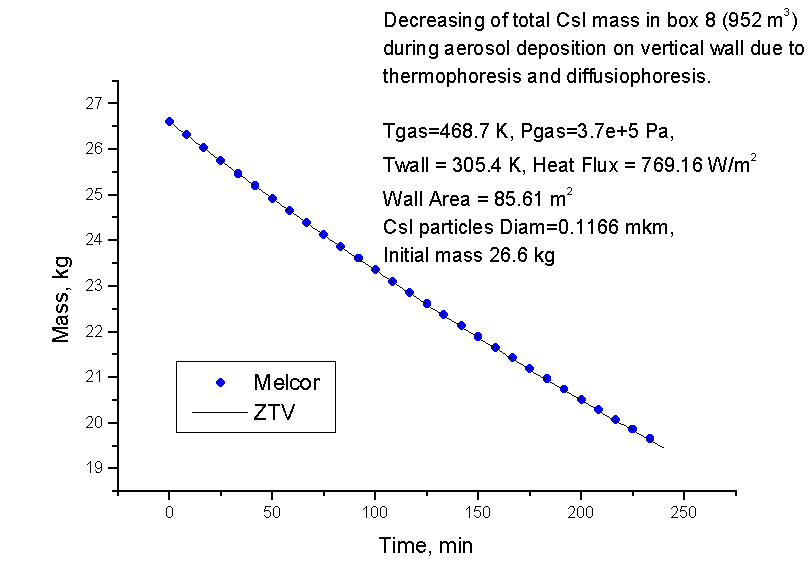 Decreasing of total CsI mass in box 8 (952 m³)
during aerosol deposition on vertical wall due to
thermophoresis and diffusiophoresis.
Tgas=468.7 K, Pgas=3.7e+5 Pa,
Twall = 305.4 K, Heat Flux = 769.16 W/m²
Wall Area = 85.61 m²
CsI particles Diam=0.1166 mkm,
Initial mass 26.6 kg
27
26
25
24
23
22
21
20
19
Mass, kg
Melcor
ZTV
0 50 100 150 200 250
Time, min